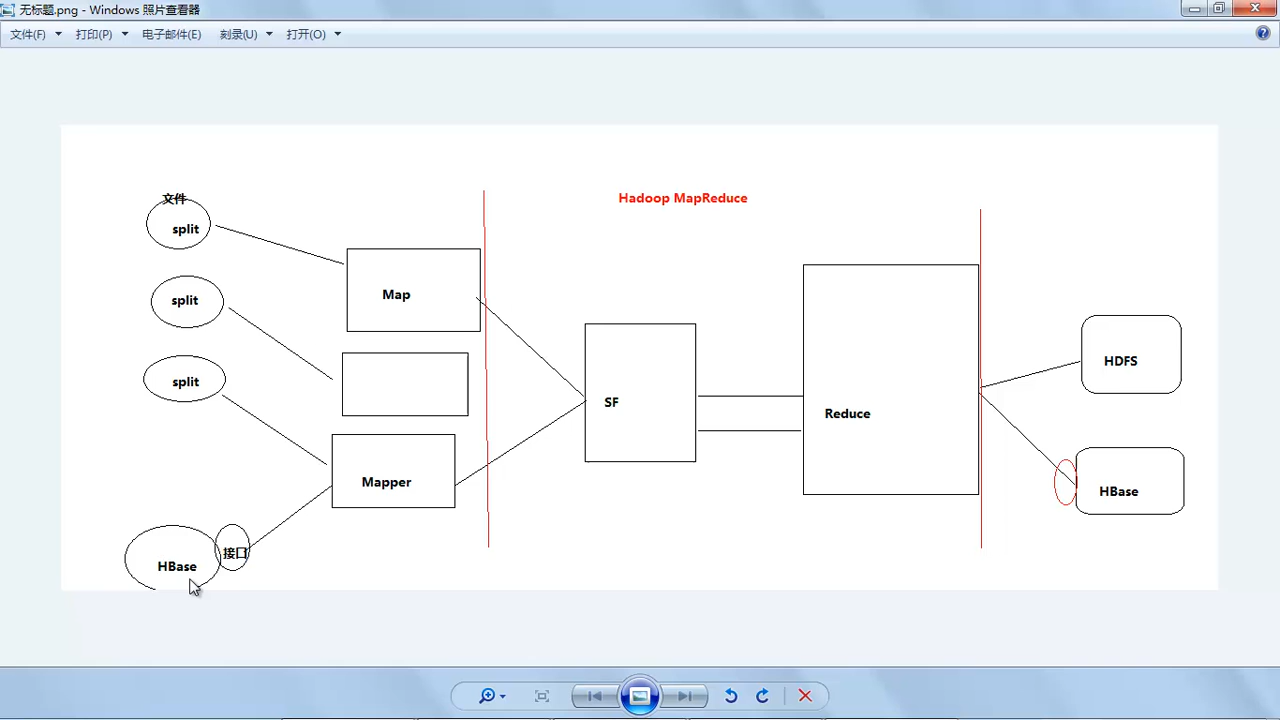 无标题.png - Windows 照片查看器
文件(F) 打印(P) 电子邮件(E) 刻录(U) 打开(O)
Hadoop MapReduce
文件
split
Map
split
split
Mapper
HBase
接口
SF
Reduce
HDFS
HBase